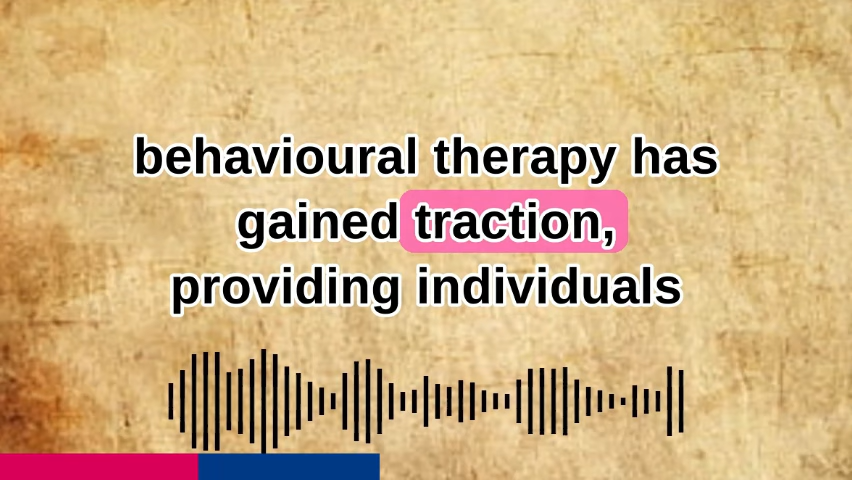 behavioural therapy has
gained traction,
providing individuals